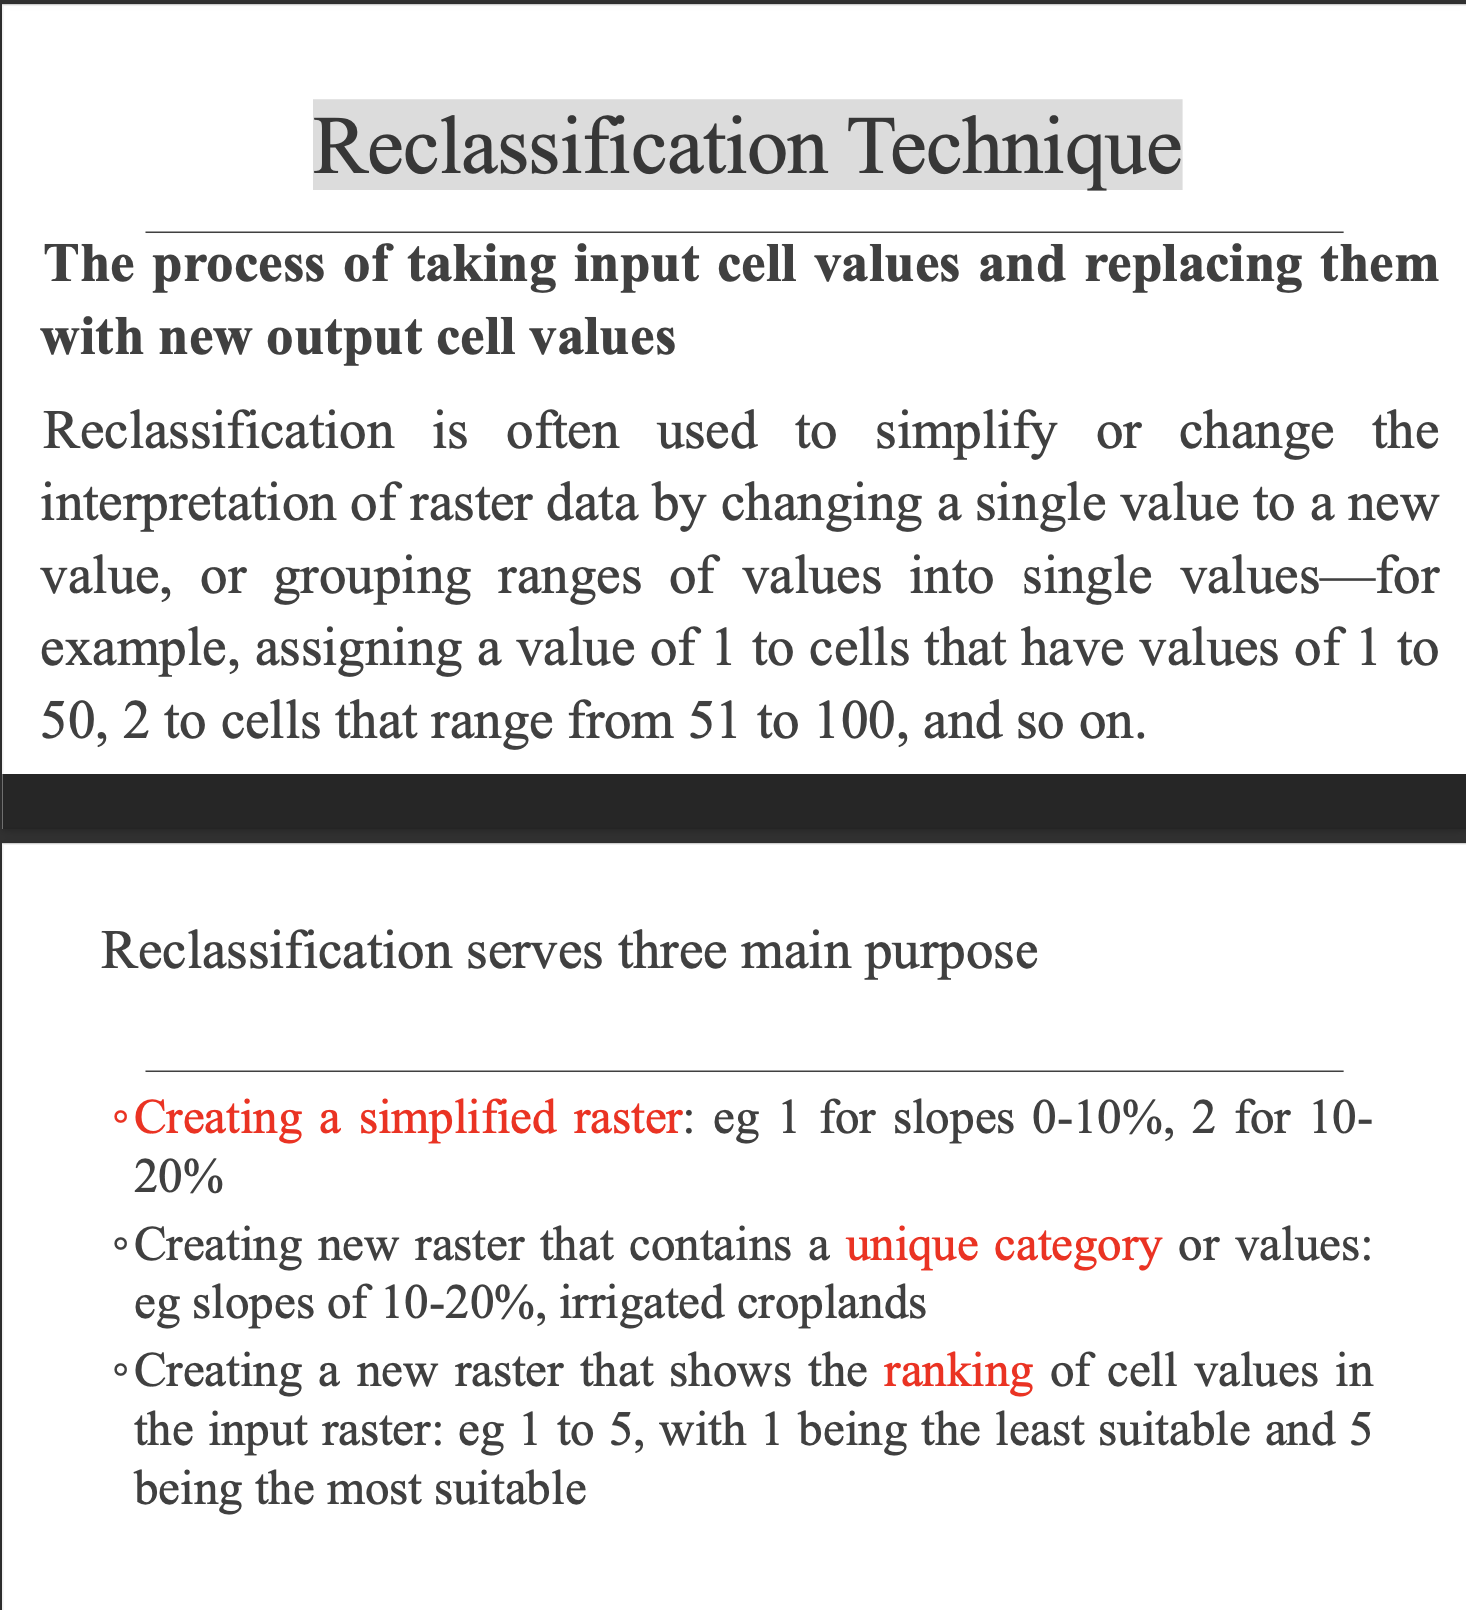 Reclassification Technique
The process of taking input cell values and replacing them
with new output cell values
Reclassification is often used to simplify or change the
interpretation of raster data by changing a single value to a new
value, or grouping ranges of values into single values—for
example, assigning a value of 1 to cells that have values of 1 to
50, 2 to cells that range from 51 to 100, and so on.
Reclassification serves three main purpose
◦Creating a simplified raster: eg 1 for slopes 0-10%, 2 for 10-
20%
◦Creating new raster that contains a unique category or values:
eg slopes of 10-20%, irrigated croplands
◦Creating a new raster that shows the ranking of cell values in
the input raster: eg 1 to 5, with 1 being the least suitable and 5
being the most suitable